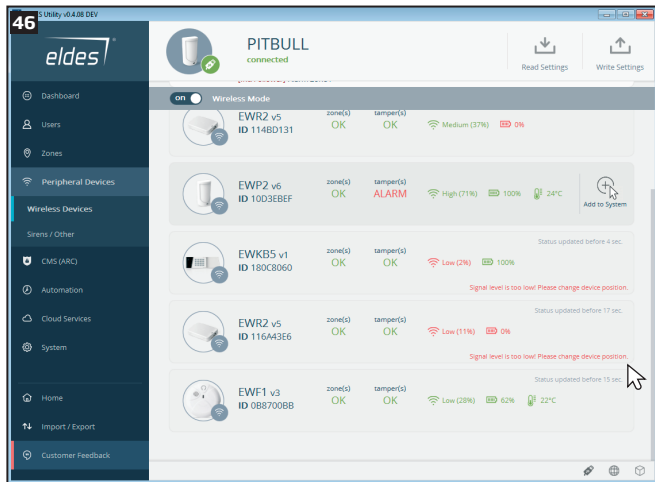 46
S Utility v0.4.08 DEV
eldes
PITBULL
connected
Read Settings
Write Settings
Dashboard
Users
Zones
Peripheral Devices
Wireless Devices
Sirens / Other
CMS (ARC)
Automation
Cloud Services
System
Home
Import / Export
Customer Feedback
on Wireless Mode
EWR2 v5
ID 114BD131
zone(s)
OK
tamper(s)
OK
Medium (37%)
0%
EWP2 v6
ID 10D3EBEF
zone(s)
OK
tamper(s)
ALARM
High (71%)
100%
24°C
Add to System
Status updated before 4 sec.
EWKB5 v1
ID 180C8060
zone(s)
OK
tamper(s)
OK
Low (2%)
100%
Signal level is too low! Please change device position.
Status updated before 17 sec.
EWR2 v5
ID 116A43E6
zone(s)
OK
tamper(s)
OK
Low (11%)
0%
Signal level is too low! Please change device position.
Status updated before 15 sec.
EWF1 v3
ID 0B8700BB
zone(s)
OK
tamper(s)
OK
Low (28%)
62%
22°C